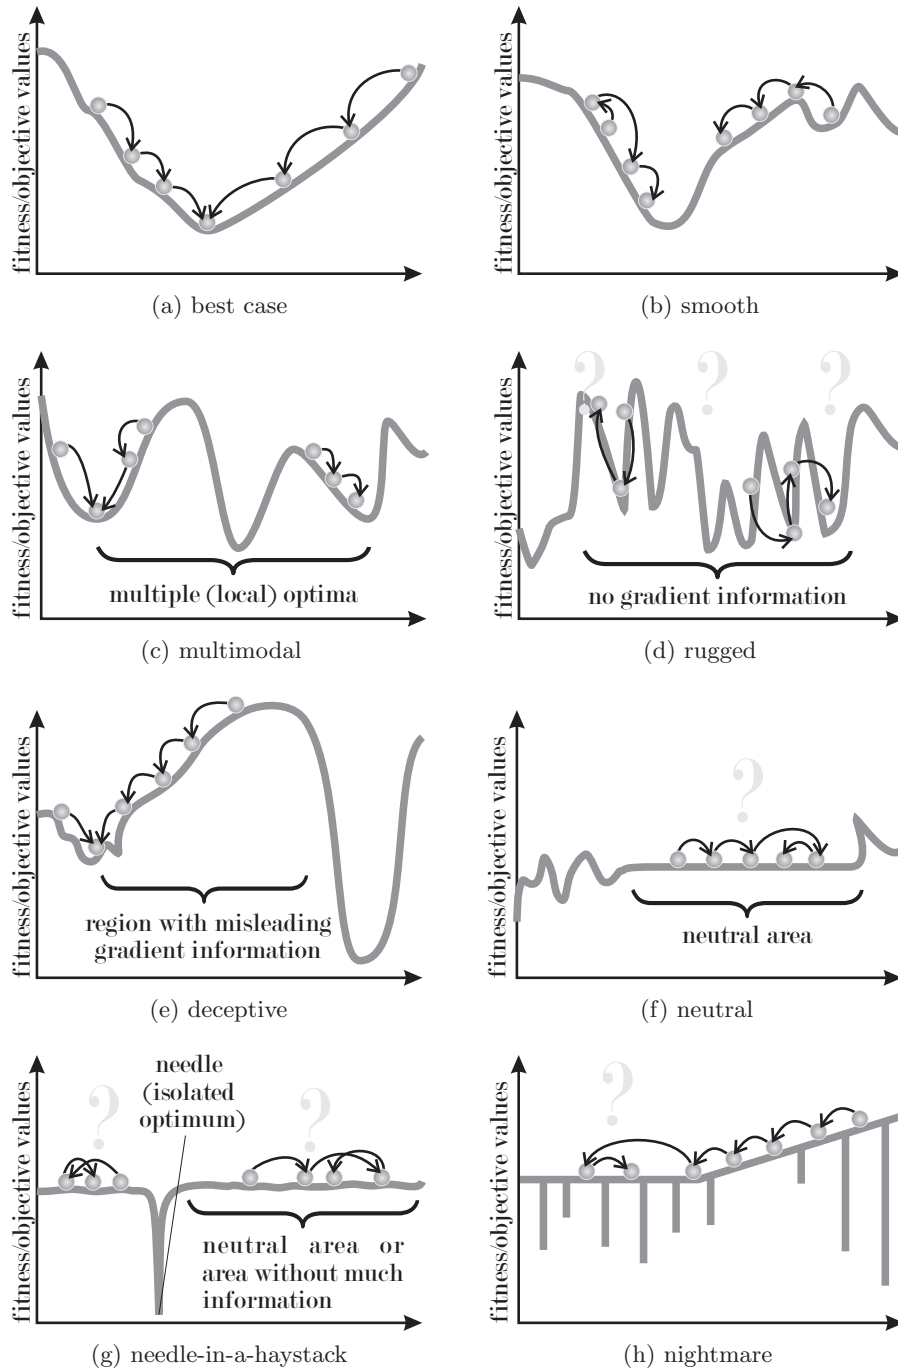 fitness/objective values
(a) best case
fitness/objective values
(b) smooth
fitness/objective values
multiple (local) optima
(c) multimodal
fitness/objective values
?
?
?
no gradient information
(d) rugged
fitness/objective values
region with misleading
gradient information
(e) deceptive
fitness/objective values
?
neutral area
(f) neutral
fitness/objective values
?
needle
(isolated
optimum)
?
neutral area or
area without much
information
(g) needle-in-a-haystack
fitness/objective values
?
(h) nightmare